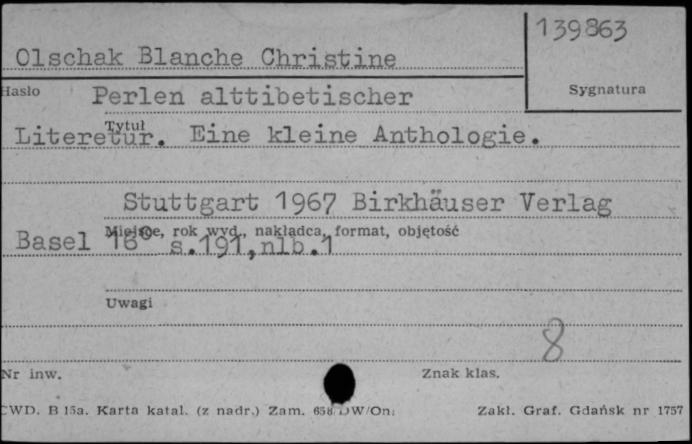 139863
Olschak Blanche Christine
Hasło
Perlen alttibetischer
Sygnatura
Tytuł
Literetur. Eine kleine Anthologie.
Stuttgart 1967 Birkhäuser Verlag
Miejsce, rok wyd., nakładca, format, objętość
Basel 16° s.191,nlb.1
Uwagi
8
Nr inw.
Znak klas.
CWD. B 15a. Karta katal. (z nadr.) Zam. 658 DW/On.
Zakł. Graf. Gdańsk nr 1757